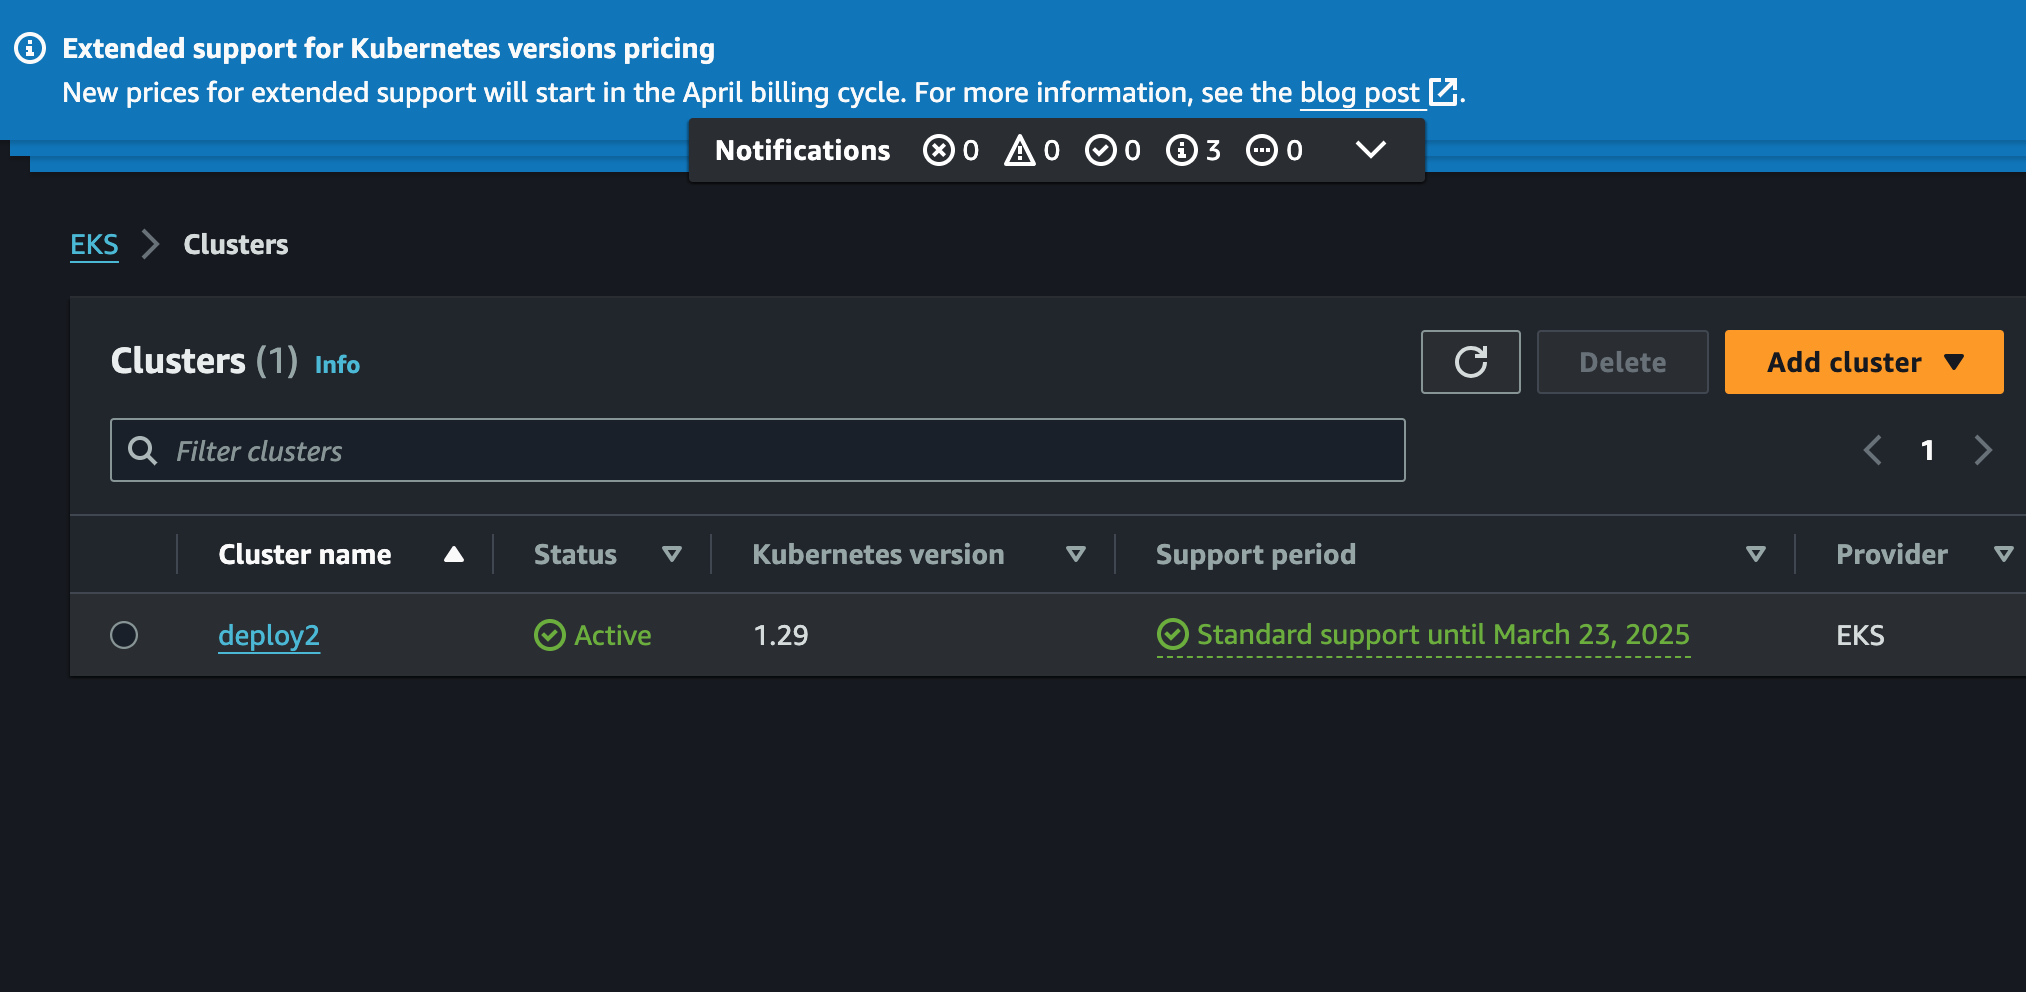 Extended support for Kubernetes versions pricing
New prices for extended support will start in the April billing cycle. For more information, see the blog post.
Notifications 0 0 0 3 0
EKS Clusters
Clusters (1) Info
Delete
Add cluster
Filter clusters
1
Cluster name Status Kubernetes version Support period Provider
deploy2 Active 1.29 Standard support until March 23, 2025 EKS